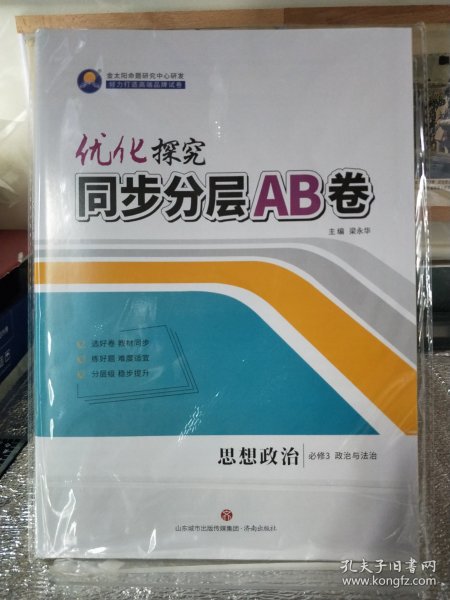 金太阳命题研究中心研发
努力打造高端品牌试卷
优化探究
同步分层AB卷
主编 梁永华
选好卷 教材同步
练好题 难度适宜
分层级 稳步提升
思想政治 必修3 政治与法治
山东城市出版传媒集团·济南出版社
孔夫子旧书网
www.kongfz.com